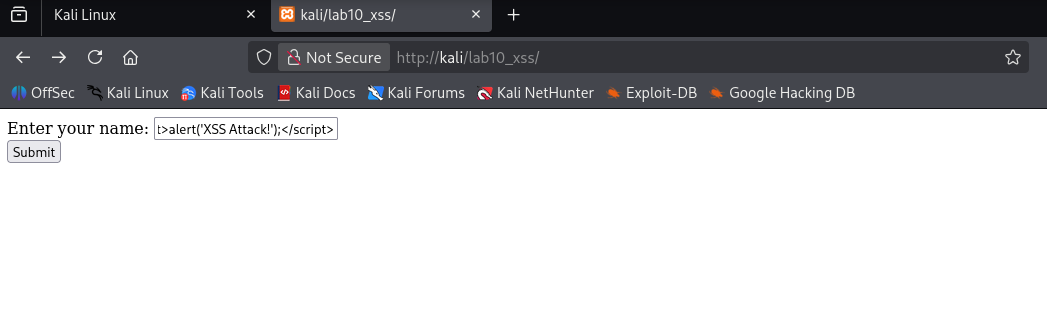 Kali Linux
kali/lab10_xss/
Not Secure http://kali/lab10_xss/
OffSec Kali Linux Kali Tools Kali Docs Kali Forums Kali NetHunter Exploit-DB Google Hacking DB
Enter your name: t>alert('XSS Attack!');</script>
Submit